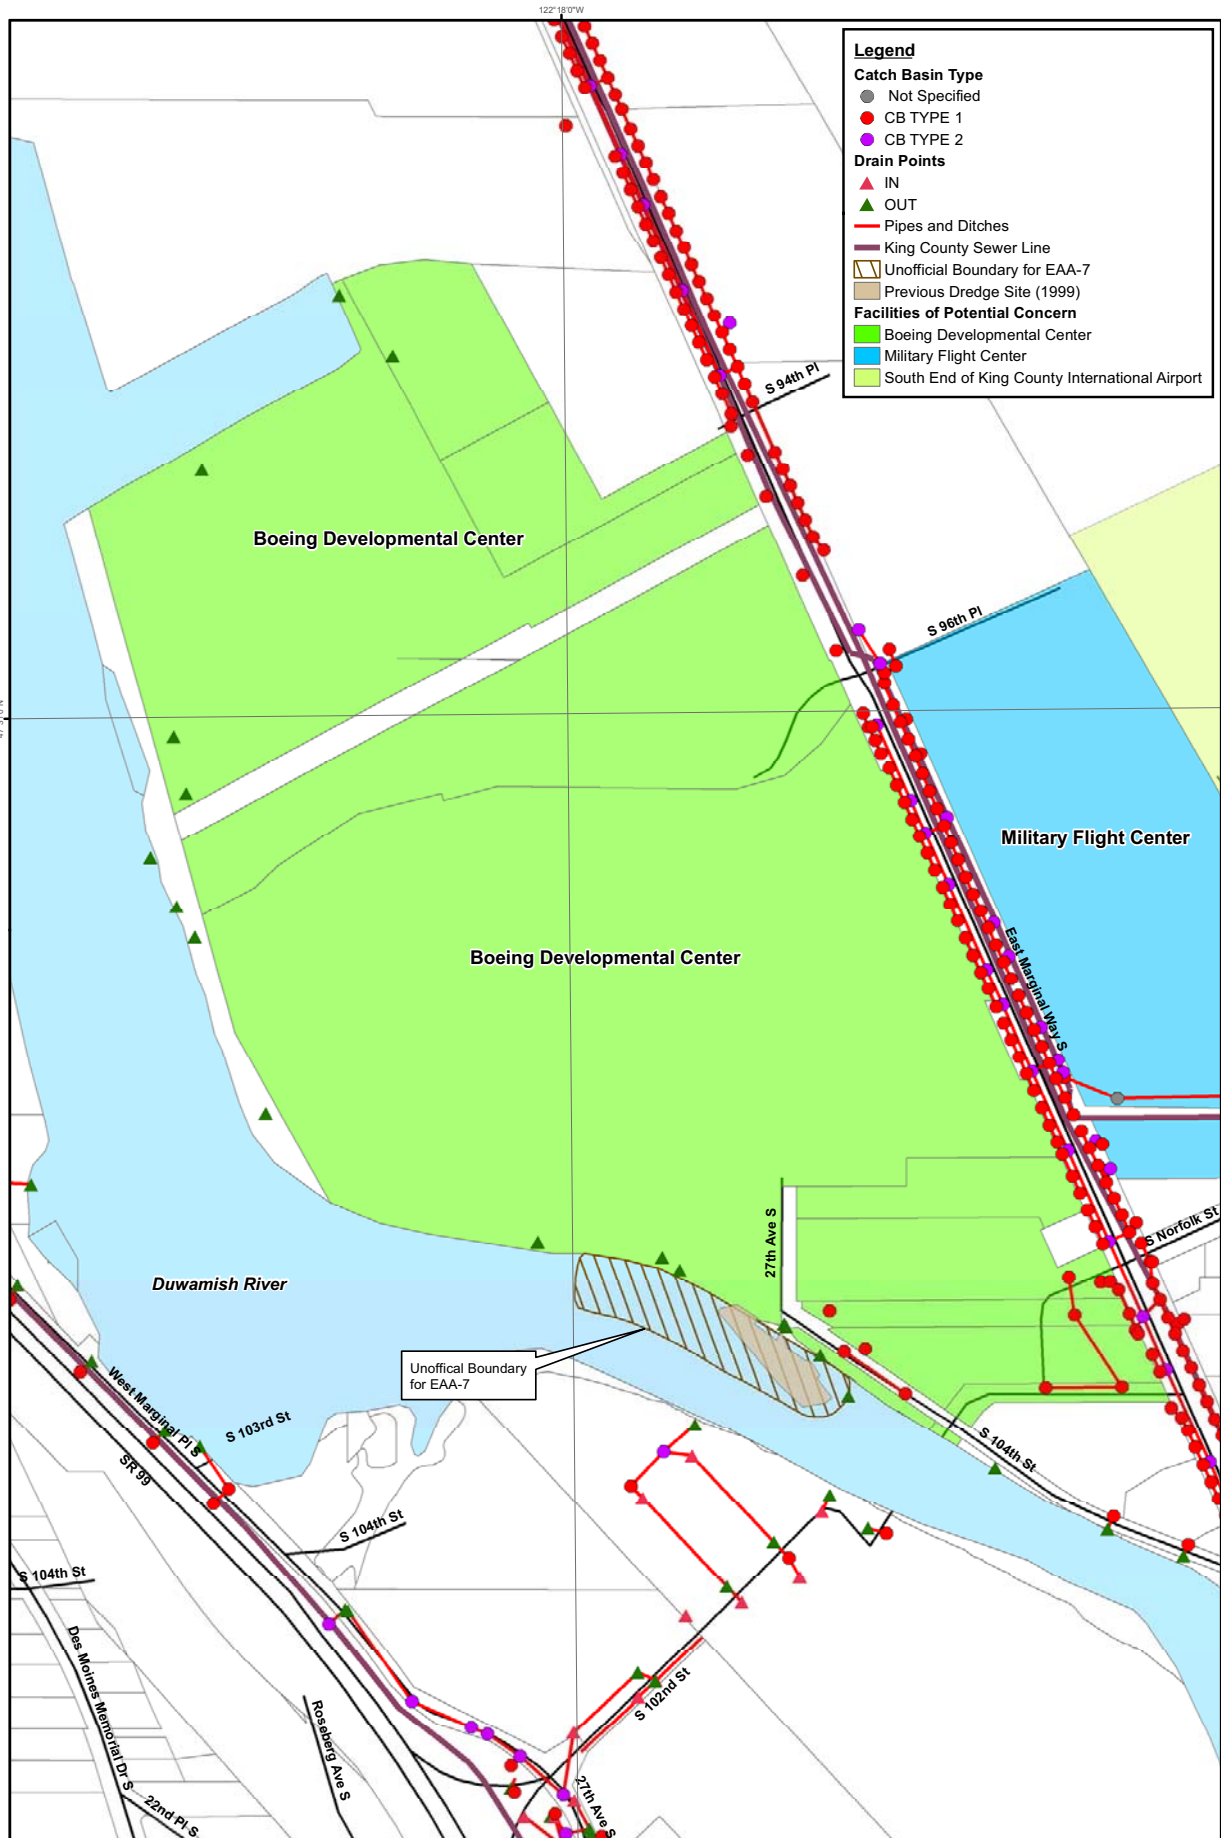 122°18'0"W
Legend
Catch Basin Type
Not Specified
CB TYPE 1
CB TYPE 2
Drain Points
IN
OUT
Pipes and Ditches
King County Sewer Line
Unofficial Boundary for EAA-7
Previous Dredge Site (1999)
Facilities of Potential Concern
Boeing Developmental Center
Military Flight Center
South End of King County International Airport
S 94th Pl
Boeing Developmental Center
S 96th Pl
Military Flight Center
East Marginal Way S
Boeing Developmental Center
27th Ave S
S Norfolk St
Duwamish River
Unoffical Boundary
for EAA-7
West Marginal Pl S
S 103rd St
SR 99
S 104th St
S 104th St
S 104th St
Des Moines Memorial Dr S
S 102nd St
Roseberg Ave S
27th Ave S
22nd Pl S